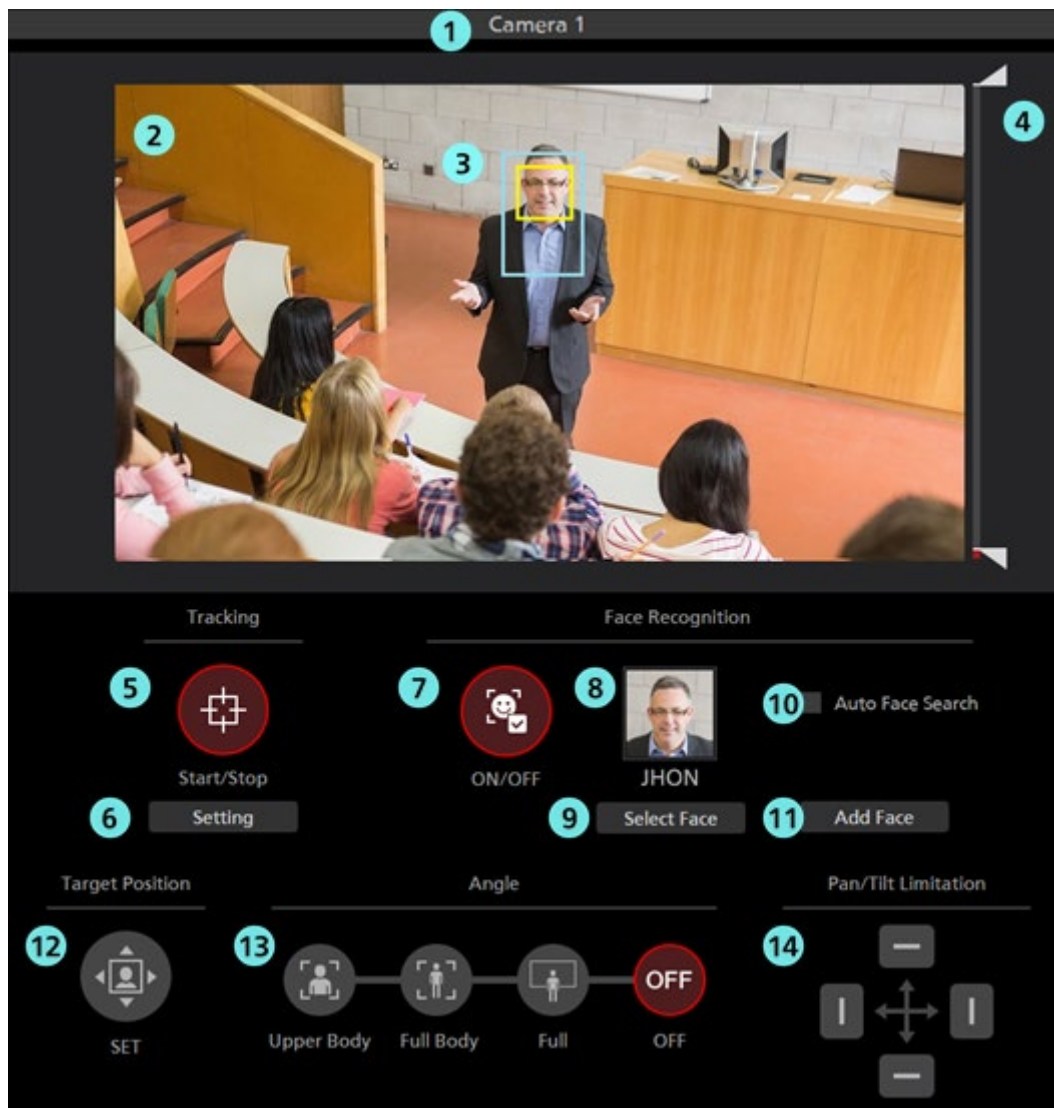 1 Camera 1
2
3
4
Tracking Face Recognition
5 7 8
10 Auto Face Search
Start/Stop ON/OFF JHON
6 Setting 9 Select Face 11 Add Face
Target Position Angle Pan/Tilt Limitation
12 13 14
OFF
Upper Body Full Body Full OFF
SET